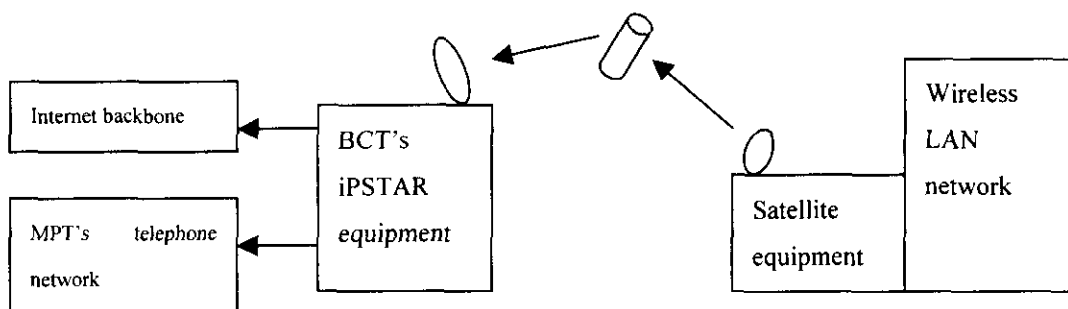 Internet backbone
MPT's telephone
network
BCT's
iPSTAR
equipment
Satellite
equipment
Wireless
LAN
network